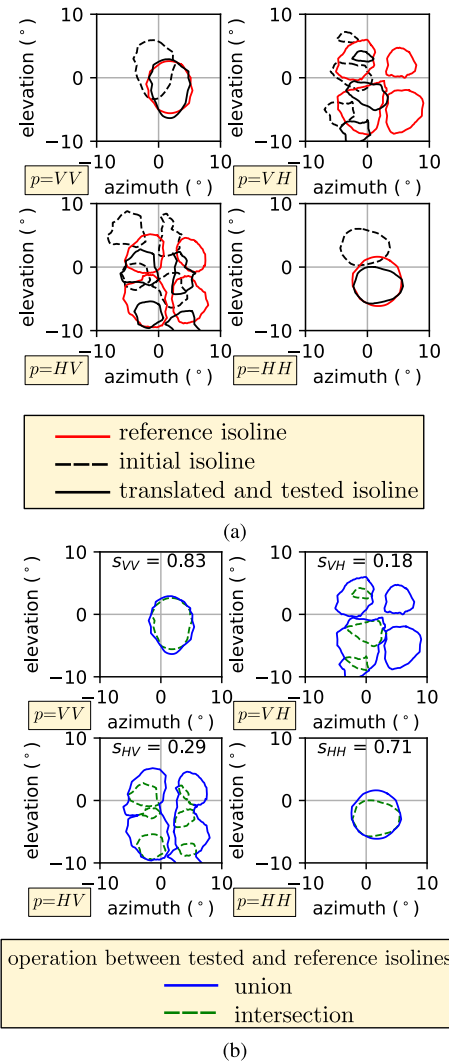 10
0
−10
elevation (°)
−10 0 10
azimuth (°)
p=VV
10
0
−10
elevation (°)
−10 0 10
azimuth (°)
p=VH
10
0
−10
elevation (°)
−10 0 10
azimuth (°)
p=HV
10
0
−10
elevation (°)
−10 0 10
azimuth (°)
p=HH
reference isoline
initial isoline
translated and tested isoline
(a)
s_VV = 0.83
10
0
−10
elevation (°)
−10 0 10
azimuth (°)
p=VV
s_VH = 0.18
10
0
−10
elevation (°)
−10 0 10
azimuth (°)
p=VH
s_HV = 0.29
10
0
−10
elevation (°)
−10 0 10
azimuth (°)
p=HV
s_HH = 0.71
10
0
−10
elevation (°)
−10 0 10
azimuth (°)
p=HH
operation between tested and reference isolines
union
intersection
(b)